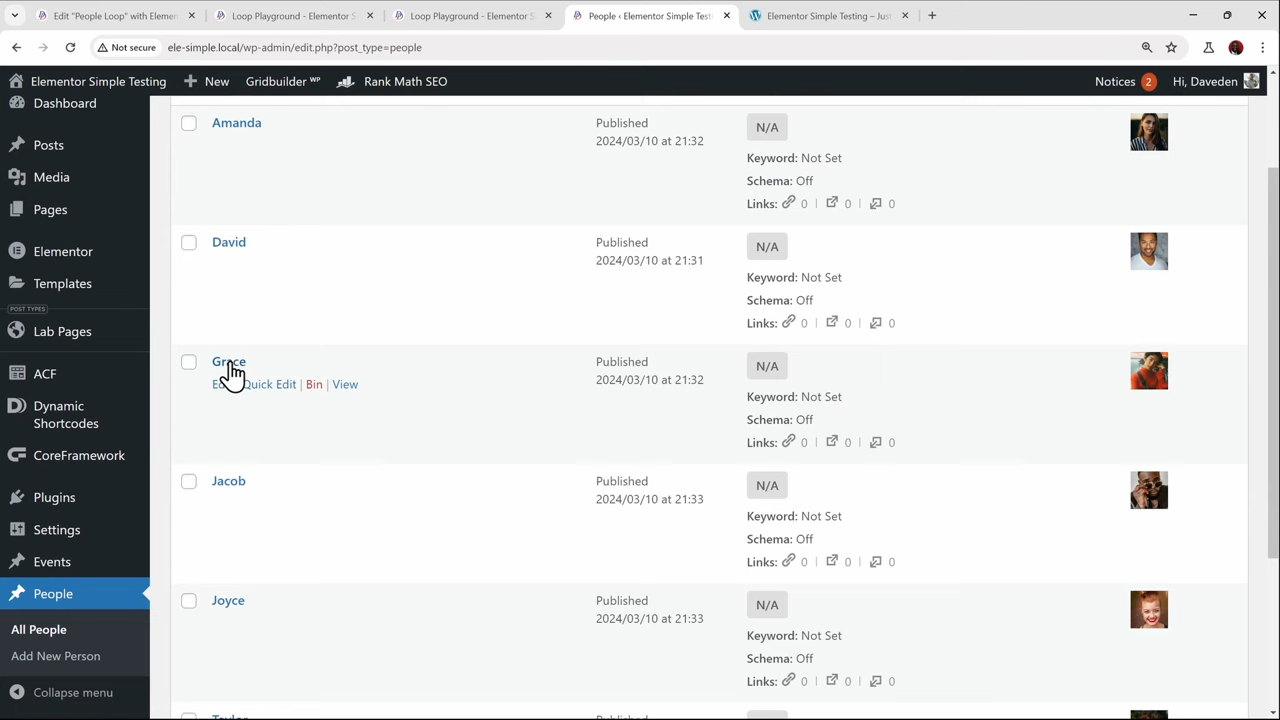 Edit "People Loop" with Elemen
Loop Playground - Elementor S
Loop Playground - Elementor S
People ‹ Elementor Simple Testi
Elementor Simple Testing – Just
Not secure
ele-simple.local/wp-admin/edit.php?post_type=people
Elementor Simple Testing
New
Gridbuilder WP
Rank Math SEO
Notices 2
Hi, Daveden
Dashboard
Posts
Media
Pages
Elementor
Templates
POST TYPES
Lab Pages
ACF
Dynamic
Shortcodes
CoreFramework
Plugins
Settings
Events
People
All People
Add New Person
Collapse menu
Amanda
Published
2024/03/10 at 21:32
N/A
Keyword: Not Set
Schema: Off
Links: 0 | 0 | 0
David
Published
2024/03/10 at 21:31
N/A
Keyword: Not Set
Schema: Off
Links: 0 | 0 | 0
Grace
Quick Edit | Bin | View
Published
2024/03/10 at 21:32
N/A
Keyword: Not Set
Schema: Off
Links: 0 | 0 | 0
Jacob
Published
2024/03/10 at 21:33
N/A
Keyword: Not Set
Schema: Off
Links: 0 | 0 | 0
Joyce
Published
2024/03/10 at 21:33
N/A
Keyword: Not Set
Schema: Off
Links: 0 | 0 | 0